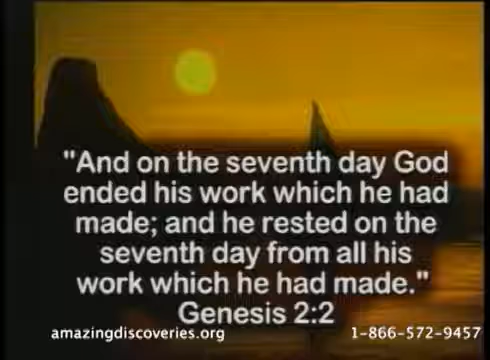 "And on the seventh day God
ended his work which he had
made; and he rested on the
seventh day from all his
work which he had made."
Genesis 2:2
amazingdiscoveries.org 1-866-572-9457